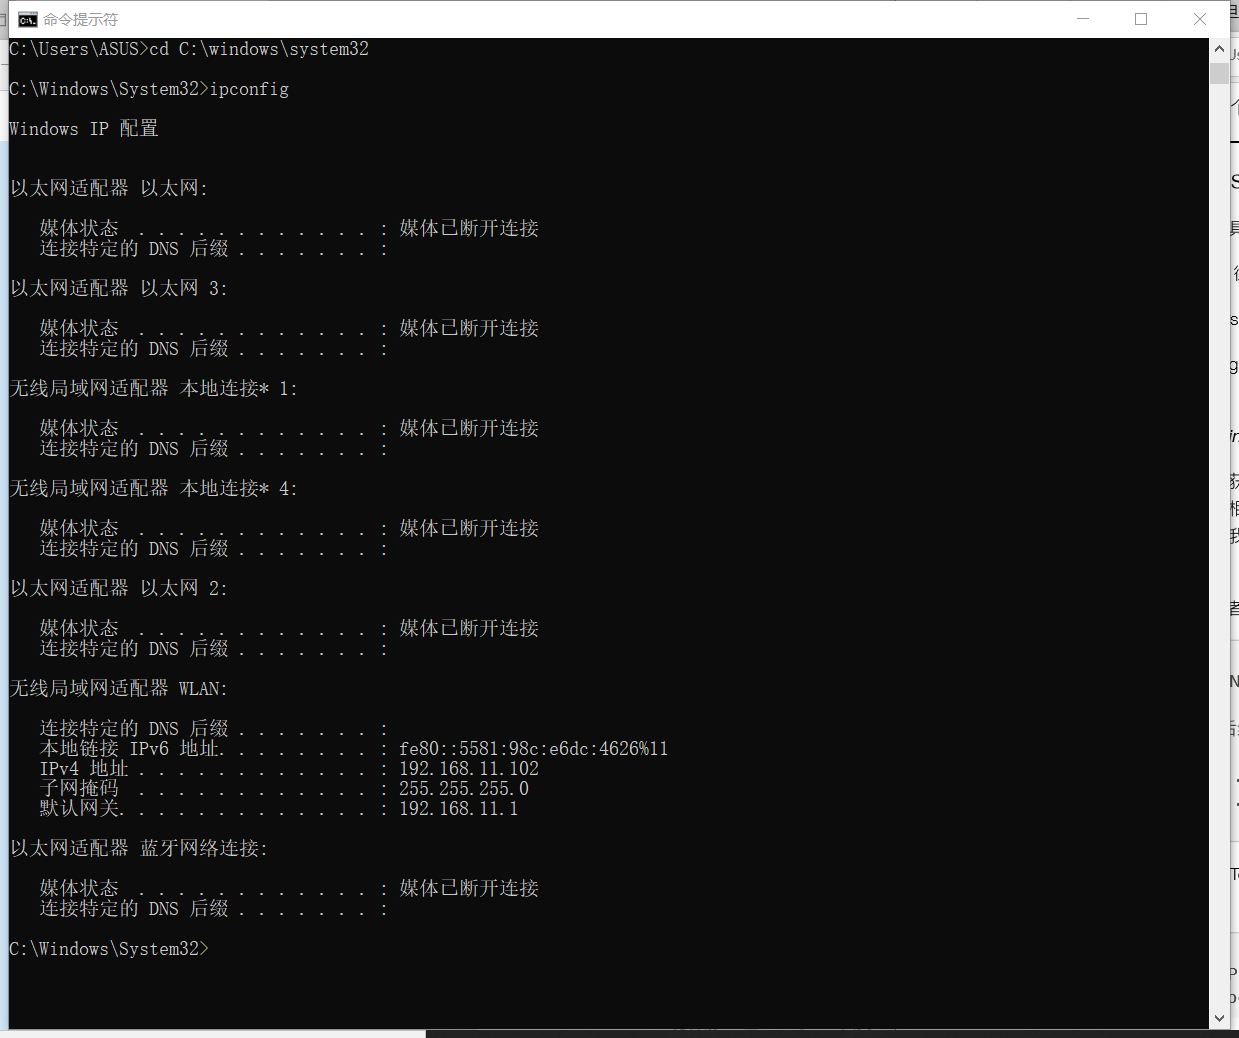 命令提示符
C:\Users\ASUS>cd C:\windows\system32
C:\Windows\System32>ipconfig
Windows IP 配置
以太网适配器 以太网:
媒体状态 . . . . . . . . . . . . : 媒体已断开连接
连接特定的 DNS 后缀 . . . . . . . :
以太网适配器 以太网 3:
媒体状态 . . . . . . . . . . . . : 媒体已断开连接
连接特定的 DNS 后缀 . . . . . . . :
无线局域网适配器 本地连接* 1:
媒体状态 . . . . . . . . . . . . : 媒体已断开连接
连接特定的 DNS 后缀 . . . . . . . :
无线局域网适配器 本地连接* 4:
媒体状态 . . . . . . . . . . . . : 媒体已断开连接
连接特定的 DNS 后缀 . . . . . . . :
以太网适配器 以太网 2:
媒体状态 . . . . . . . . . . . . : 媒体已断开连接
连接特定的 DNS 后缀 . . . . . . . :
无线局域网适配器 WLAN:
连接特定的 DNS 后缀 . . . . . . . :
本地链接 IPv6 地址. . . . . . . . : fe80::5581:98c:e6dc:4626%11
IPv4 地址 . . . . . . . . . . . . : 192.168.11.102
子网掩码 . . . . . . . . . . . . : 255.255.255.0
默认网关. . . . . . . . . . . . . : 192.168.11.1
以太网适配器 蓝牙网络连接:
媒体状态 . . . . . . . . . . . . : 媒体已断开连接
连接特定的 DNS 后缀 . . . . . . . :
C:\Windows\System32>